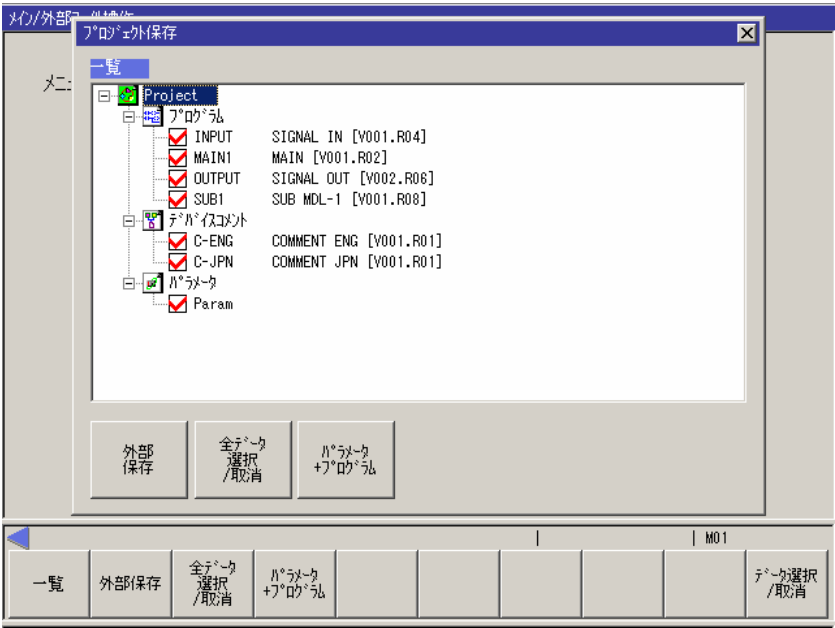 ﾒｲﾝ/外部
ﾌﾟﾛｼﾞｪｸﾄ保存
一覧
ﾒﾆ
Project
ﾌﾟﾛｸﾞﾗﾑ
INPUT SIGNAL IN [V001.R04]
MAIN1 MAIN [V001.R02]
OUTPUT SIGNAL OUT [V002.R06]
SUB1 SUB MDL-1 [V001.R08]
ﾃﾞﾊﾞｲｽｺﾒﾝﾄ
C-ENG COMMENT ENG [V001.R01]
C-JPN COMMENT JPN [V001.R01]
ﾊﾟﾗﾒｰﾀ
Param
外部
保存
全ﾃﾞｰﾀ
選択
/取消
ﾊﾟﾗﾒｰﾀ
+ﾌﾟﾛｸﾞﾗﾑ
M01
一覧
外部保存
全ﾃﾞｰﾀ
選択
/取消
ﾊﾟﾗﾒｰﾀ
+ﾌﾟﾛｸﾞﾗﾑ
ﾃﾞｰﾀ選択
/取消